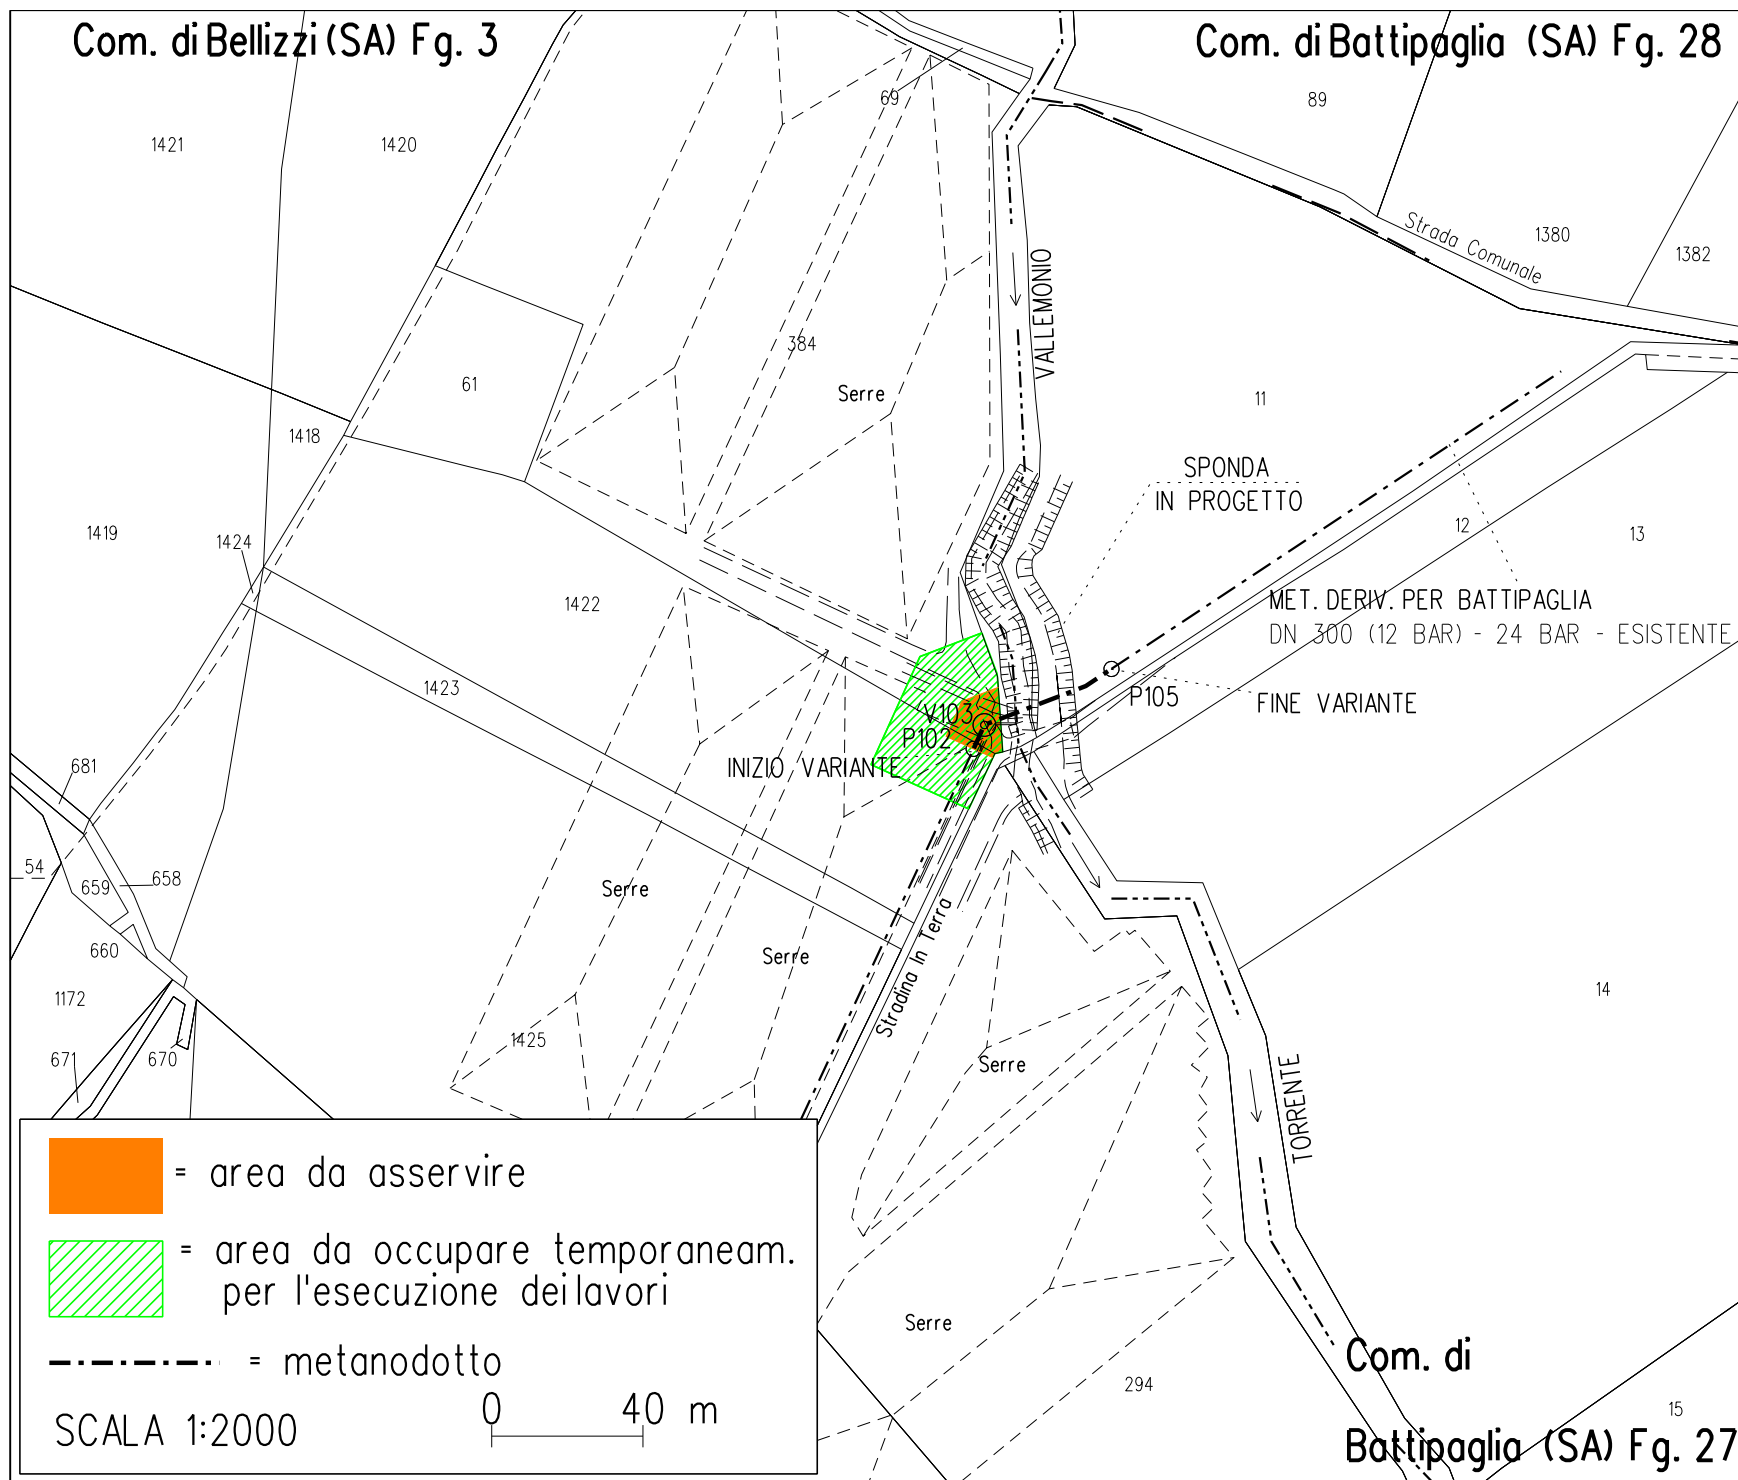 Com. di Bellizzi (SA) Fg. 3
Com. di Battipaglia (SA) Fg. 28
69
89
1421
1420
Strada Comunale
1380
1382
VALLEMONIO
384
61
Serre
11
1418
SPONDA
IN PROGETTO
1419
1424
12
13
1422
MET. DERIV. PER BATTIPAGLIA
DN 300 (12 BAR) - 24 BAR - ESISTENTE
1423
P105
FINE VARIANTE
V103
P102
INIZIO VARIANTE
681
54
659
658
Serre
660
Serre
Stradina In Terra
1172
14
1425
671
670
Serre
TORRENTE
= area da asservire
= area da occupare temporaneam.
per l'esecuzione dei lavori
Serre
= metanodotto
Com. di
294
SCALA 1:2000
0 40 m
15
Battipaglia (SA) Fg. 27